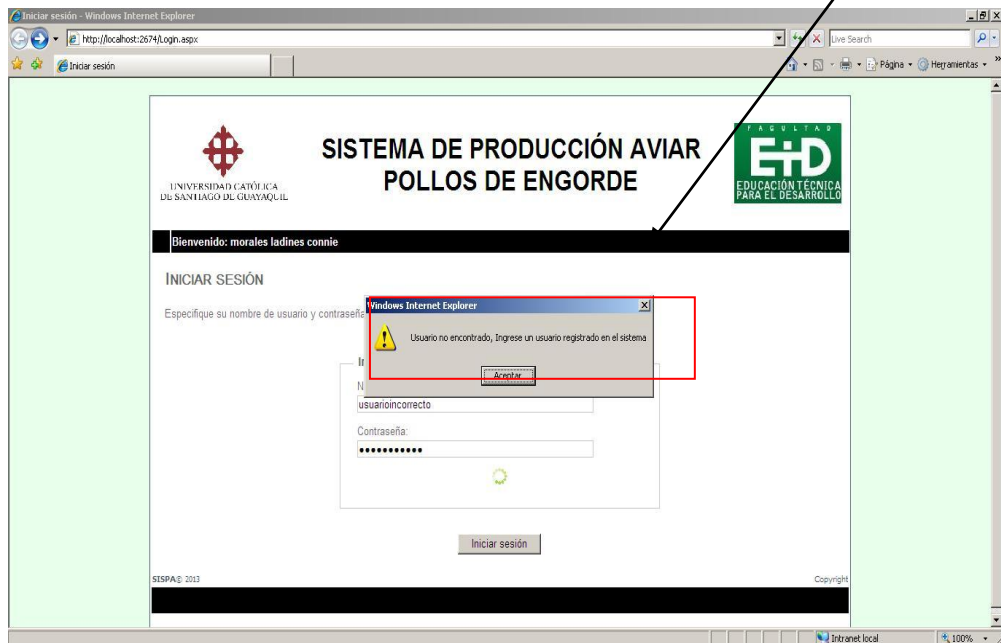 Iniciar sesión - Windows Internet Explorer
http://localhost:2674/Login.aspx
Live Search
Iniciar sesión
Página
Herramientas
UNIVERSIDAD CATÓLICA
DE SANTIAGO DE GUAYAQUIL
SISTEMA DE PRODUCCIÓN AVIAR
POLLOS DE ENGORDE
FACULTAD
ETD
EDUCACIÓN TÉCNICA
PARA EL DESARROLLO
Bienvenido: morales ladines connie
INICIAR SESIÓN
Especifique su nombre de usuario y contraseña
Windows Internet Explorer
Usuario no encontrado, Ingrese un usuario registrado en el sistema
Aceptar
usuarioincorrecto
Contraseña:
Iniciar sesión
SISPA© 2013
Copyright
Intranet local
100%